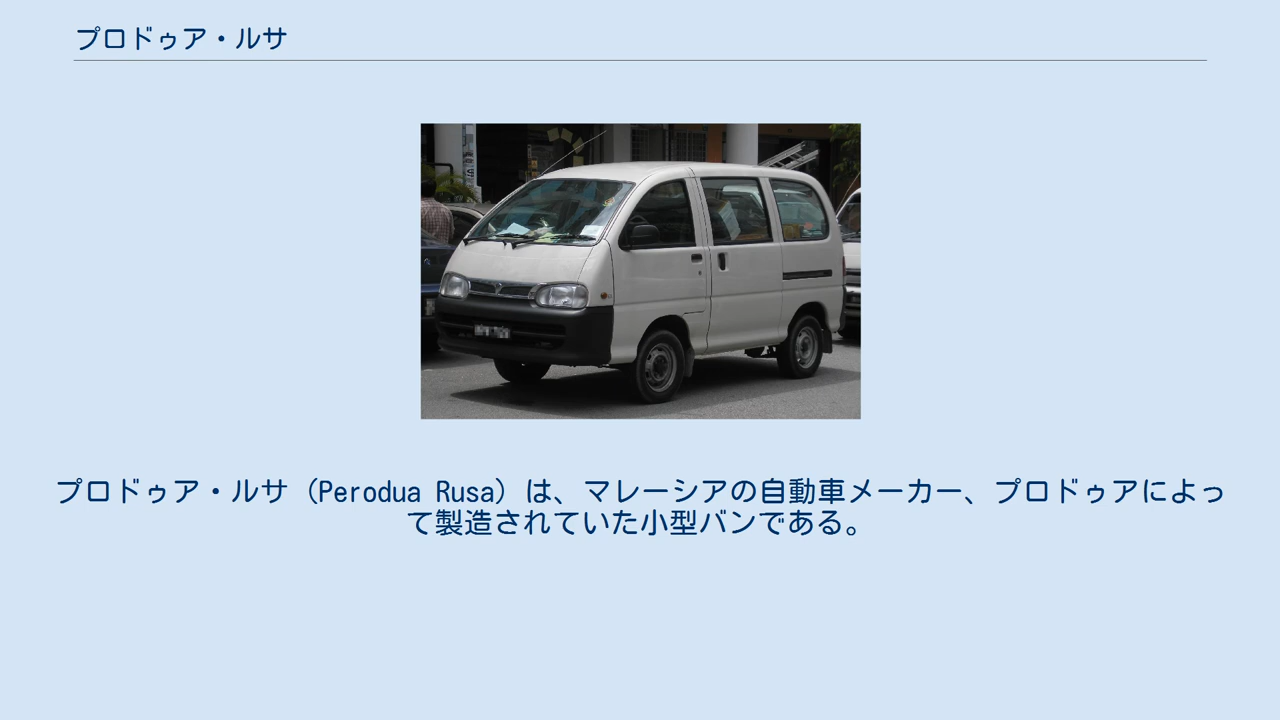 プロドゥア・ルサ
プロドゥア・ルサ（Perodua Rusa）は、マレーシアの自動車メーカー、プロドゥアによっ
て製造されていた小型バンである。